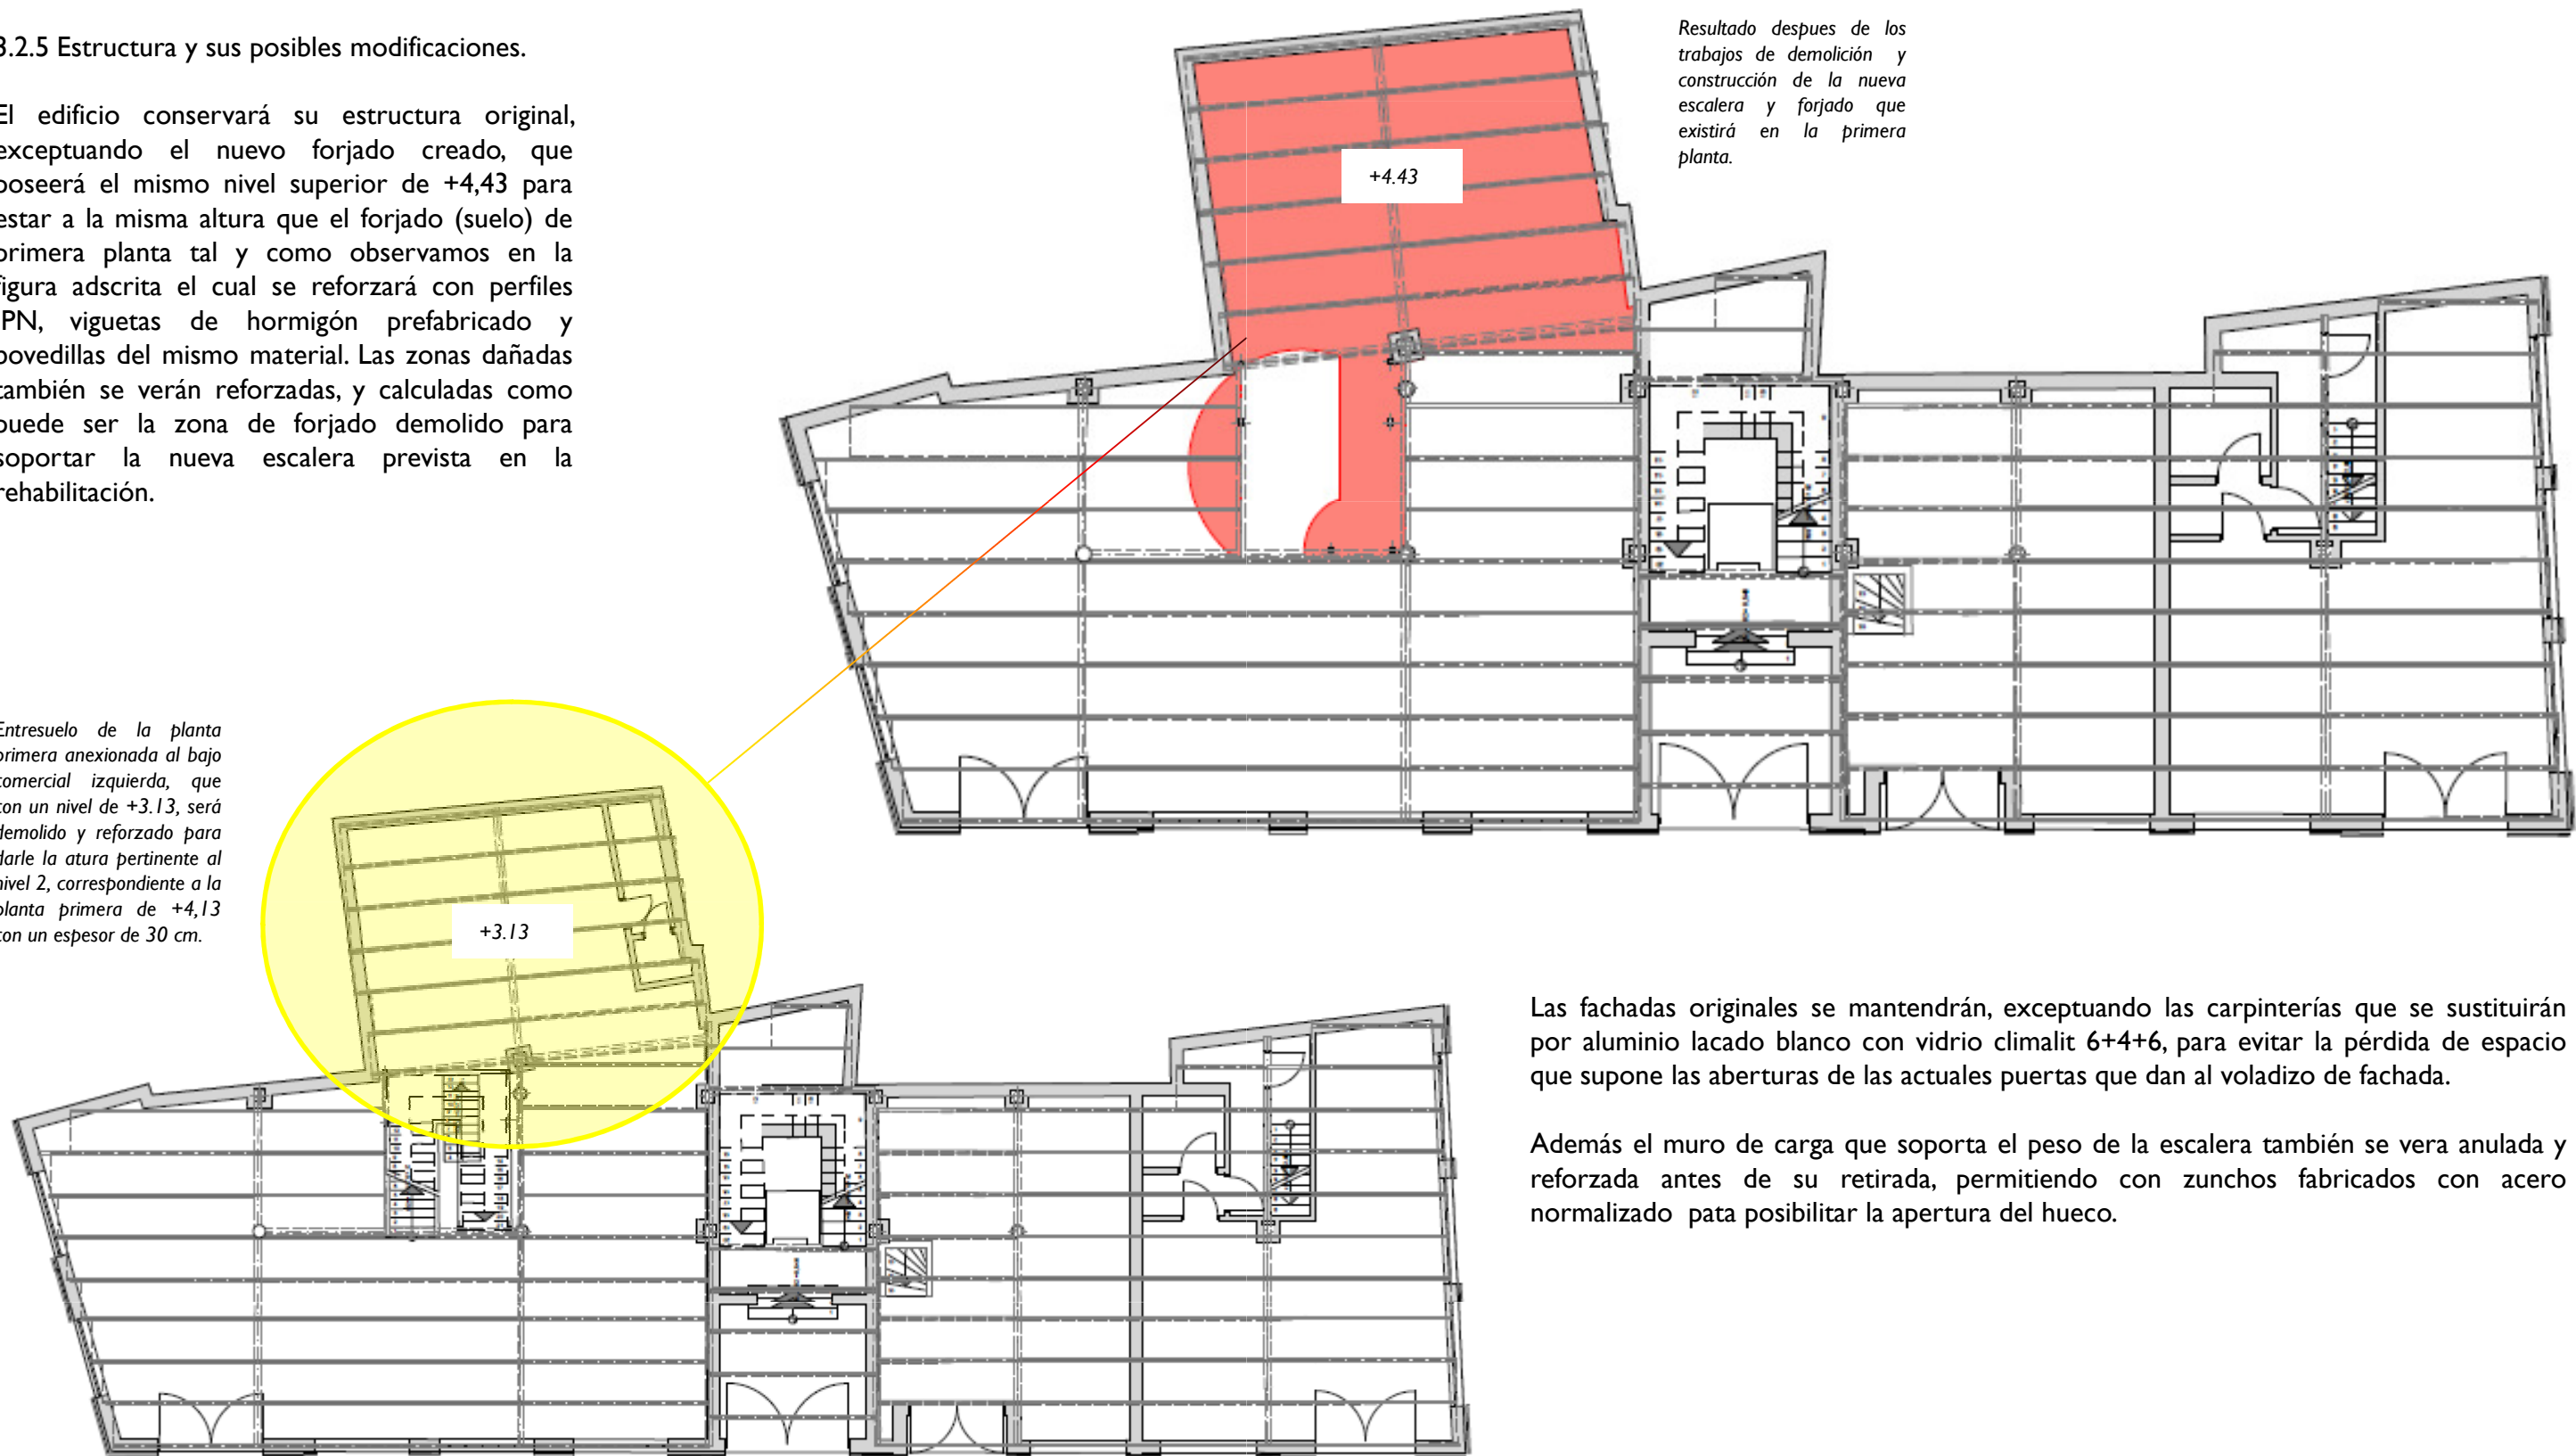 3.2.5 Estructura y sus posibles modificaciones.
El edificio conservará su estructura original,
exceptuando el nuevo forjado creado, que
poseerá el mismo nivel superior de +4,43 para
estar a la misma altura que el forjado (suelo) de
primera planta tal y como observamos en la
figura adscrita el cual se reforzará con perfiles
IPN, viguetas de hormigón prefabricado y
bovedillas del mismo material. Las zonas dañadas
también se verán reforzadas, y calculadas como
puede ser la zona de forjado demolido para
soportar la nueva escalera prevista en la
rehabilitación.
Resultado despues de los
trabajos de demolición y
construcción de la nueva
escalera y forjado que
existirá en la primera
planta.
+4.43
Entresuelo de la planta
primera anexionada al bajo
comercial izquierda, que
con un nivel de +3.13, será
demolido y reforzado para
darle la atura pertinente al
nivel 2, correspondiente a la
planta primera de +4,13
con un espesor de 30 cm.
+3.13
Las fachadas originales se mantendrán, exceptuando las carpinterías que se sustituirán
por aluminio lacado blanco con vidrio climalit 6+4+6, para evitar la pérdida de espacio
que supone las aberturas de las actuales puertas que dan al voladizo de fachada.
Además el muro de carga que soporta el peso de la escalera también se vera anulada y
reforzada antes de su retirada, permitiendo con zunchos fabricados con acero
normalizado pata posibilitar la apertura del hueco.